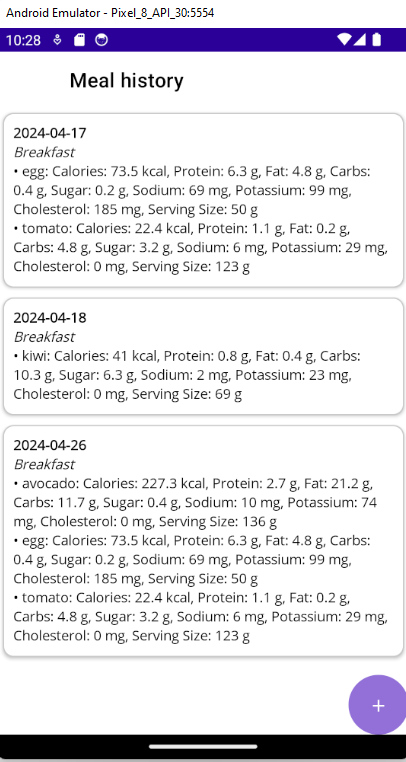 Android Emulator - Pixel_8_API_30:5554
10:28
Meal history
2024-04-17
Breakfast
• egg: Calories: 73.5 kcal, Protein: 6.3 g, Fat: 4.8 g, Carbs:
0.4 g, Sugar: 0.2 g, Sodium: 69 mg, Potassium: 99 mg,
Cholesterol: 185 mg, Serving Size: 50 g
• tomato: Calories: 22.4 kcal, Protein: 1.1 g, Fat: 0.2 g,
Carbs: 4.8 g, Sugar: 3.2 g, Sodium: 6 mg, Potassium: 29 mg,
Cholesterol: 0 mg, Serving Size: 123 g
2024-04-18
Breakfast
• kiwi: Calories: 41 kcal, Protein: 0.8 g, Fat: 0.4 g, Carbs:
10.3 g, Sugar: 6.3 g, Sodium: 2 mg, Potassium: 23 mg,
Cholesterol: 0 mg, Serving Size: 69 g
2024-04-26
Breakfast
• avocado: Calories: 227.3 kcal, Protein: 2.7 g, Fat: 21.2 g,
Carbs: 11.7 g, Sugar: 0.4 g, Sodium: 10 mg, Potassium: 74
mg, Cholesterol: 0 mg, Serving Size: 136 g
• egg: Calories: 73.5 kcal, Protein: 6.3 g, Fat: 4.8 g, Carbs:
0.4 g, Sugar: 0.2 g, Sodium: 69 mg, Potassium: 99 mg,
Cholesterol: 185 mg, Serving Size: 50 g
• tomato: Calories: 22.4 kcal, Protein: 1.1 g, Fat: 0.2 g,
Carbs: 4.8 g, Sugar: 3.2 g, Sodium: 6 mg, Potassium: 29 mg,
Cholesterol: 0 mg, Serving Size: 123 g
+